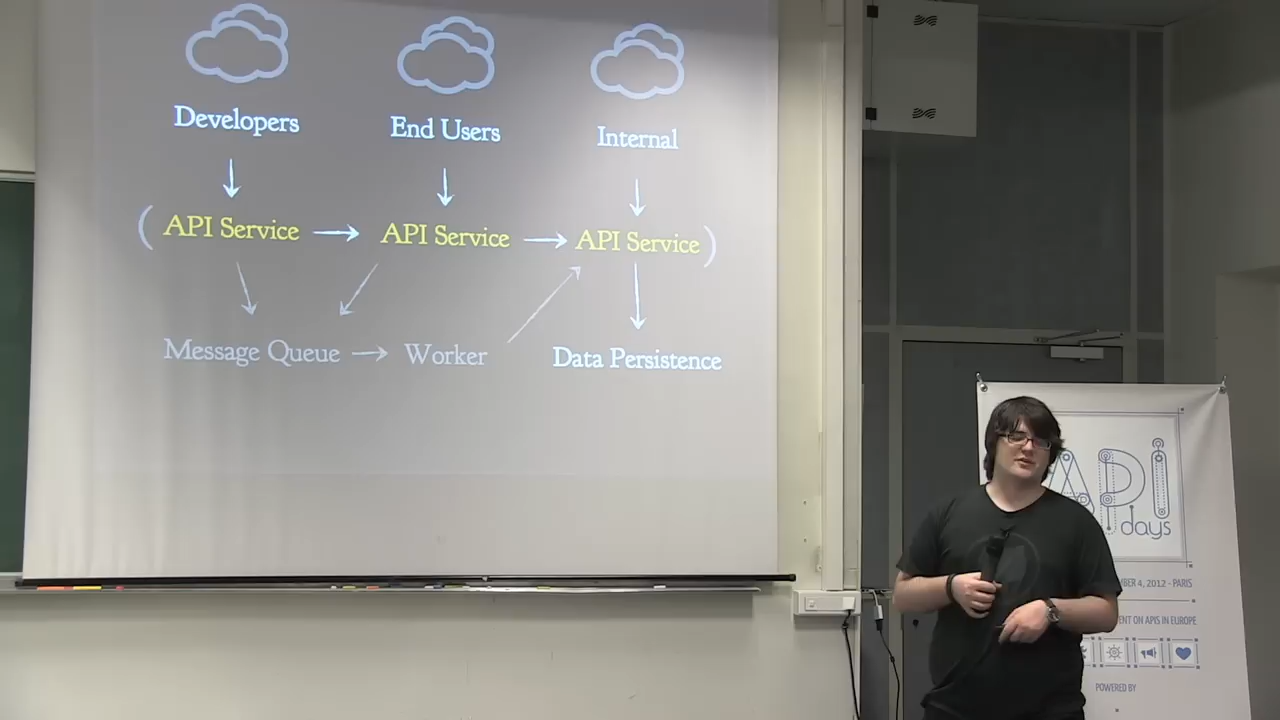 Developers
End Users
Internal
( API Service
API Service
API Service )
Message Queue
Worker
Data Persistence
API
days
BER 4, 2012 - PARIS
ENT ON APIS IN EUROPE
POWERED BY